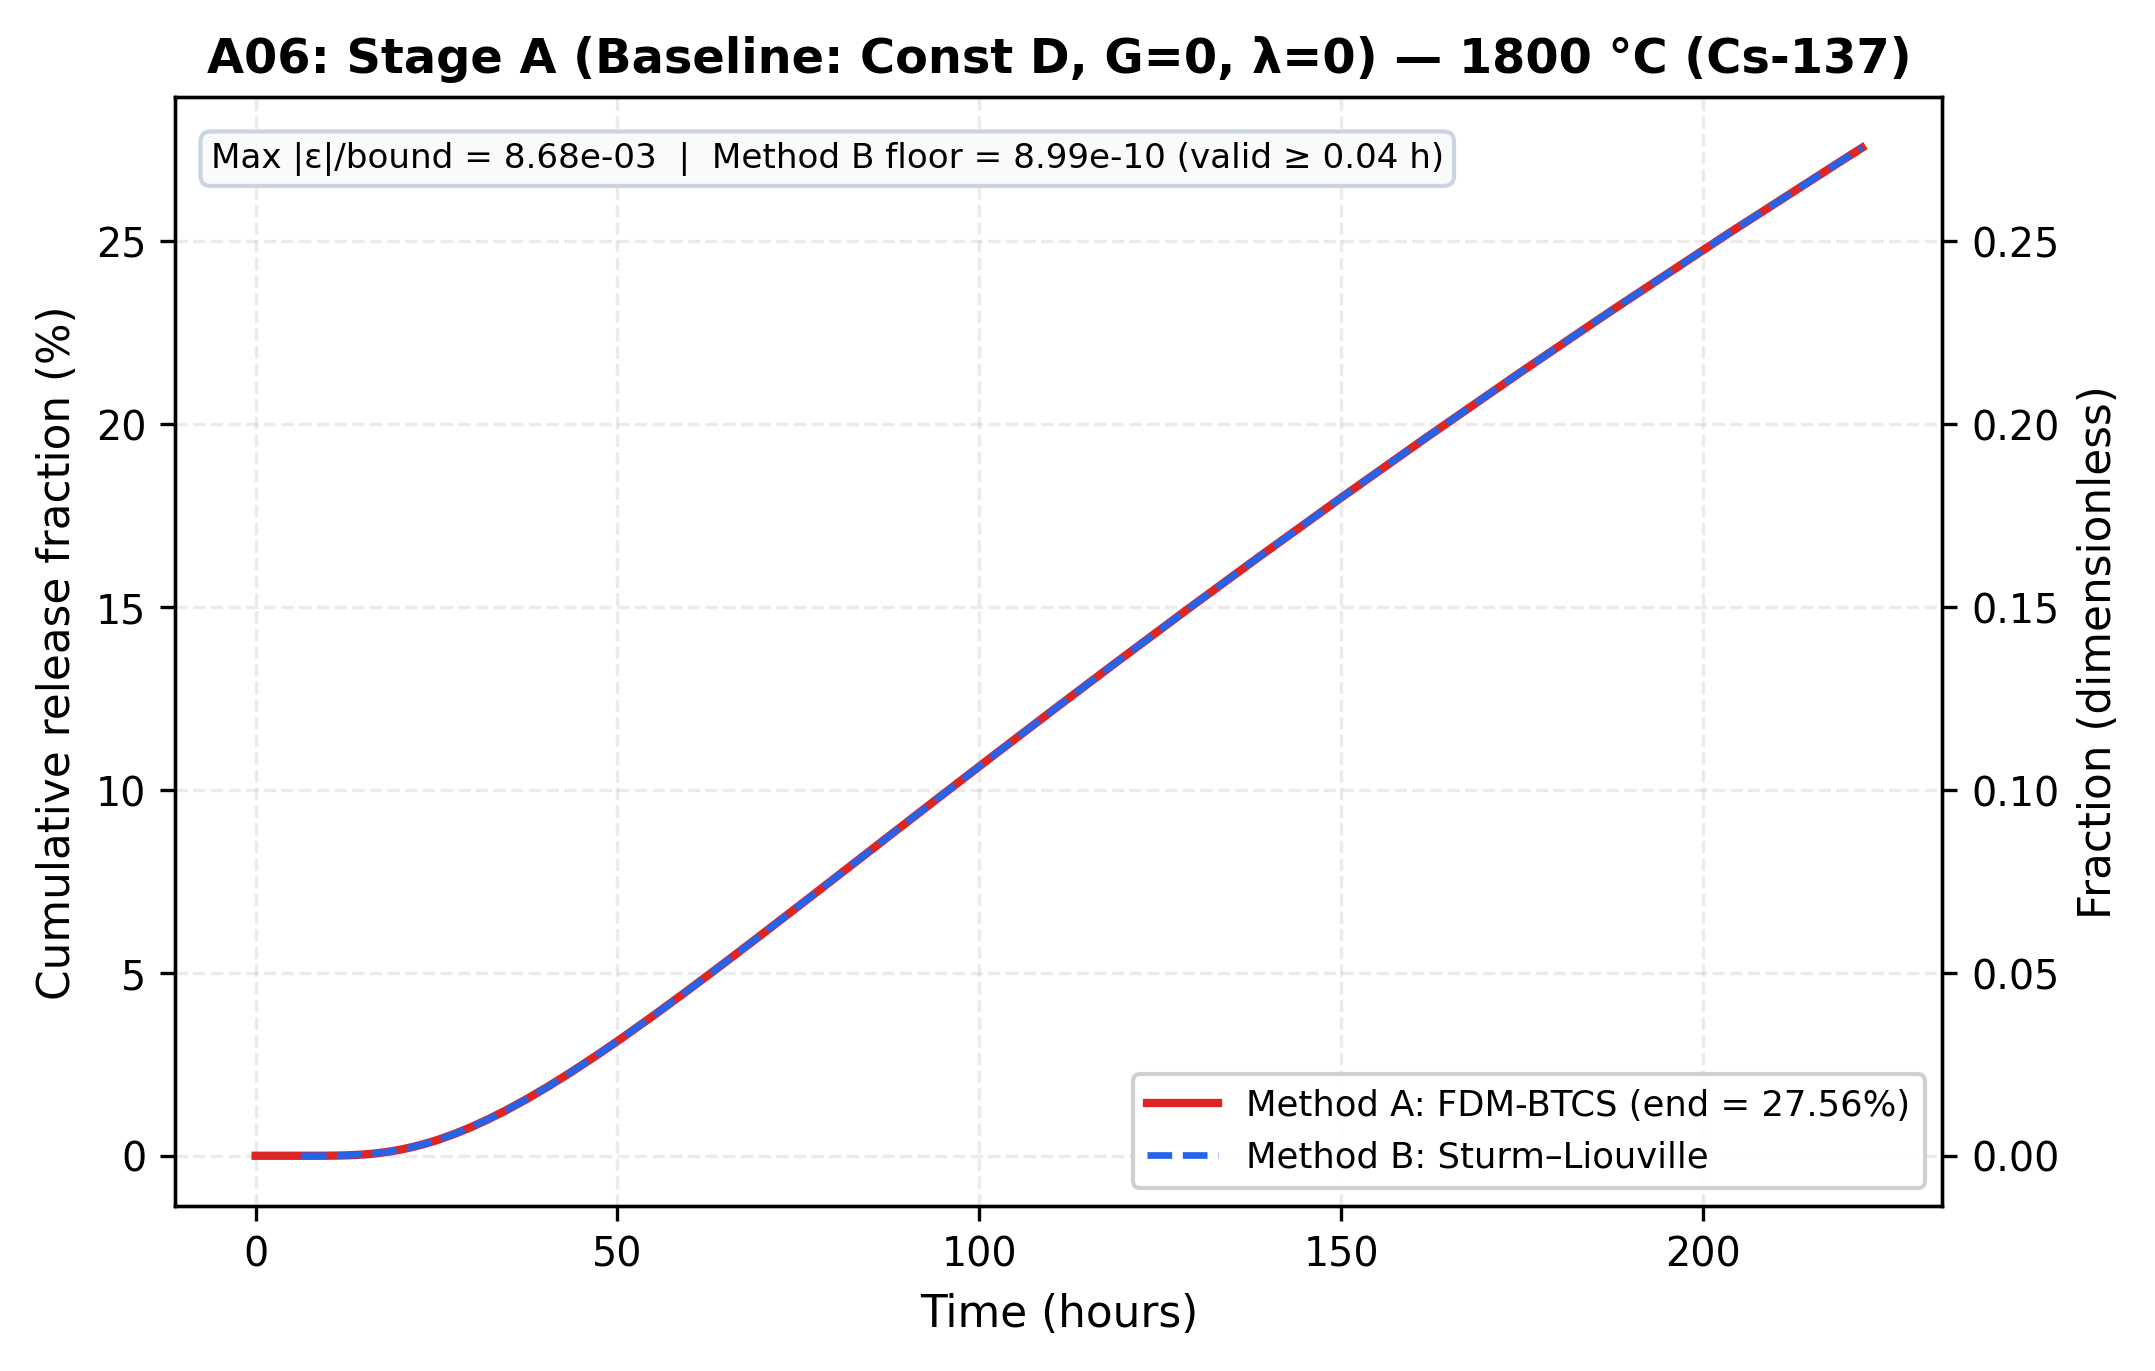 A06: Stage A (Baseline: Const D, G=0, λ=0) — 1800 °C (Cs-137)
Max |ε|/bound = 8.68e-03 | Method B floor = 8.99e-10 (valid ≥ 0.04 h)
Cumulative release fraction (%)
25
20
15
10
5
0
0.25
0.20
0.15
0.10
0.05
0.00
Fraction (dimensionless)
Method A: FDM-BTCS (end = 27.56%)
Method B: Sturm–Liouville
0 50 100 150 200
Time (hours)